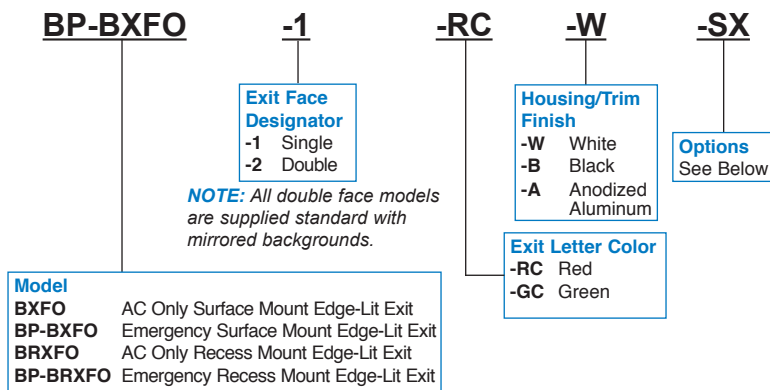 BP-BXFO -1 -RC -W -SX
Exit Face
Designator
-1 Single
-2 Double
NOTE: All double face models
are supplied standard with
mirrored backgrounds.
Housing/Trim
Finish
-W White
-B Black
-A Anodized
Aluminum
Options
See Below
Exit Letter Color
-RC Red
-GC Green
Model
BXFO AC Only Surface Mount Edge-Lit Exit
BP-BXFO Emergency Surface Mount Edge-Lit Exit
BRXFO AC Only Recess Mount Edge-Lit Exit
BP-BRXFO Emergency Recess Mount Edge-Lit Exit